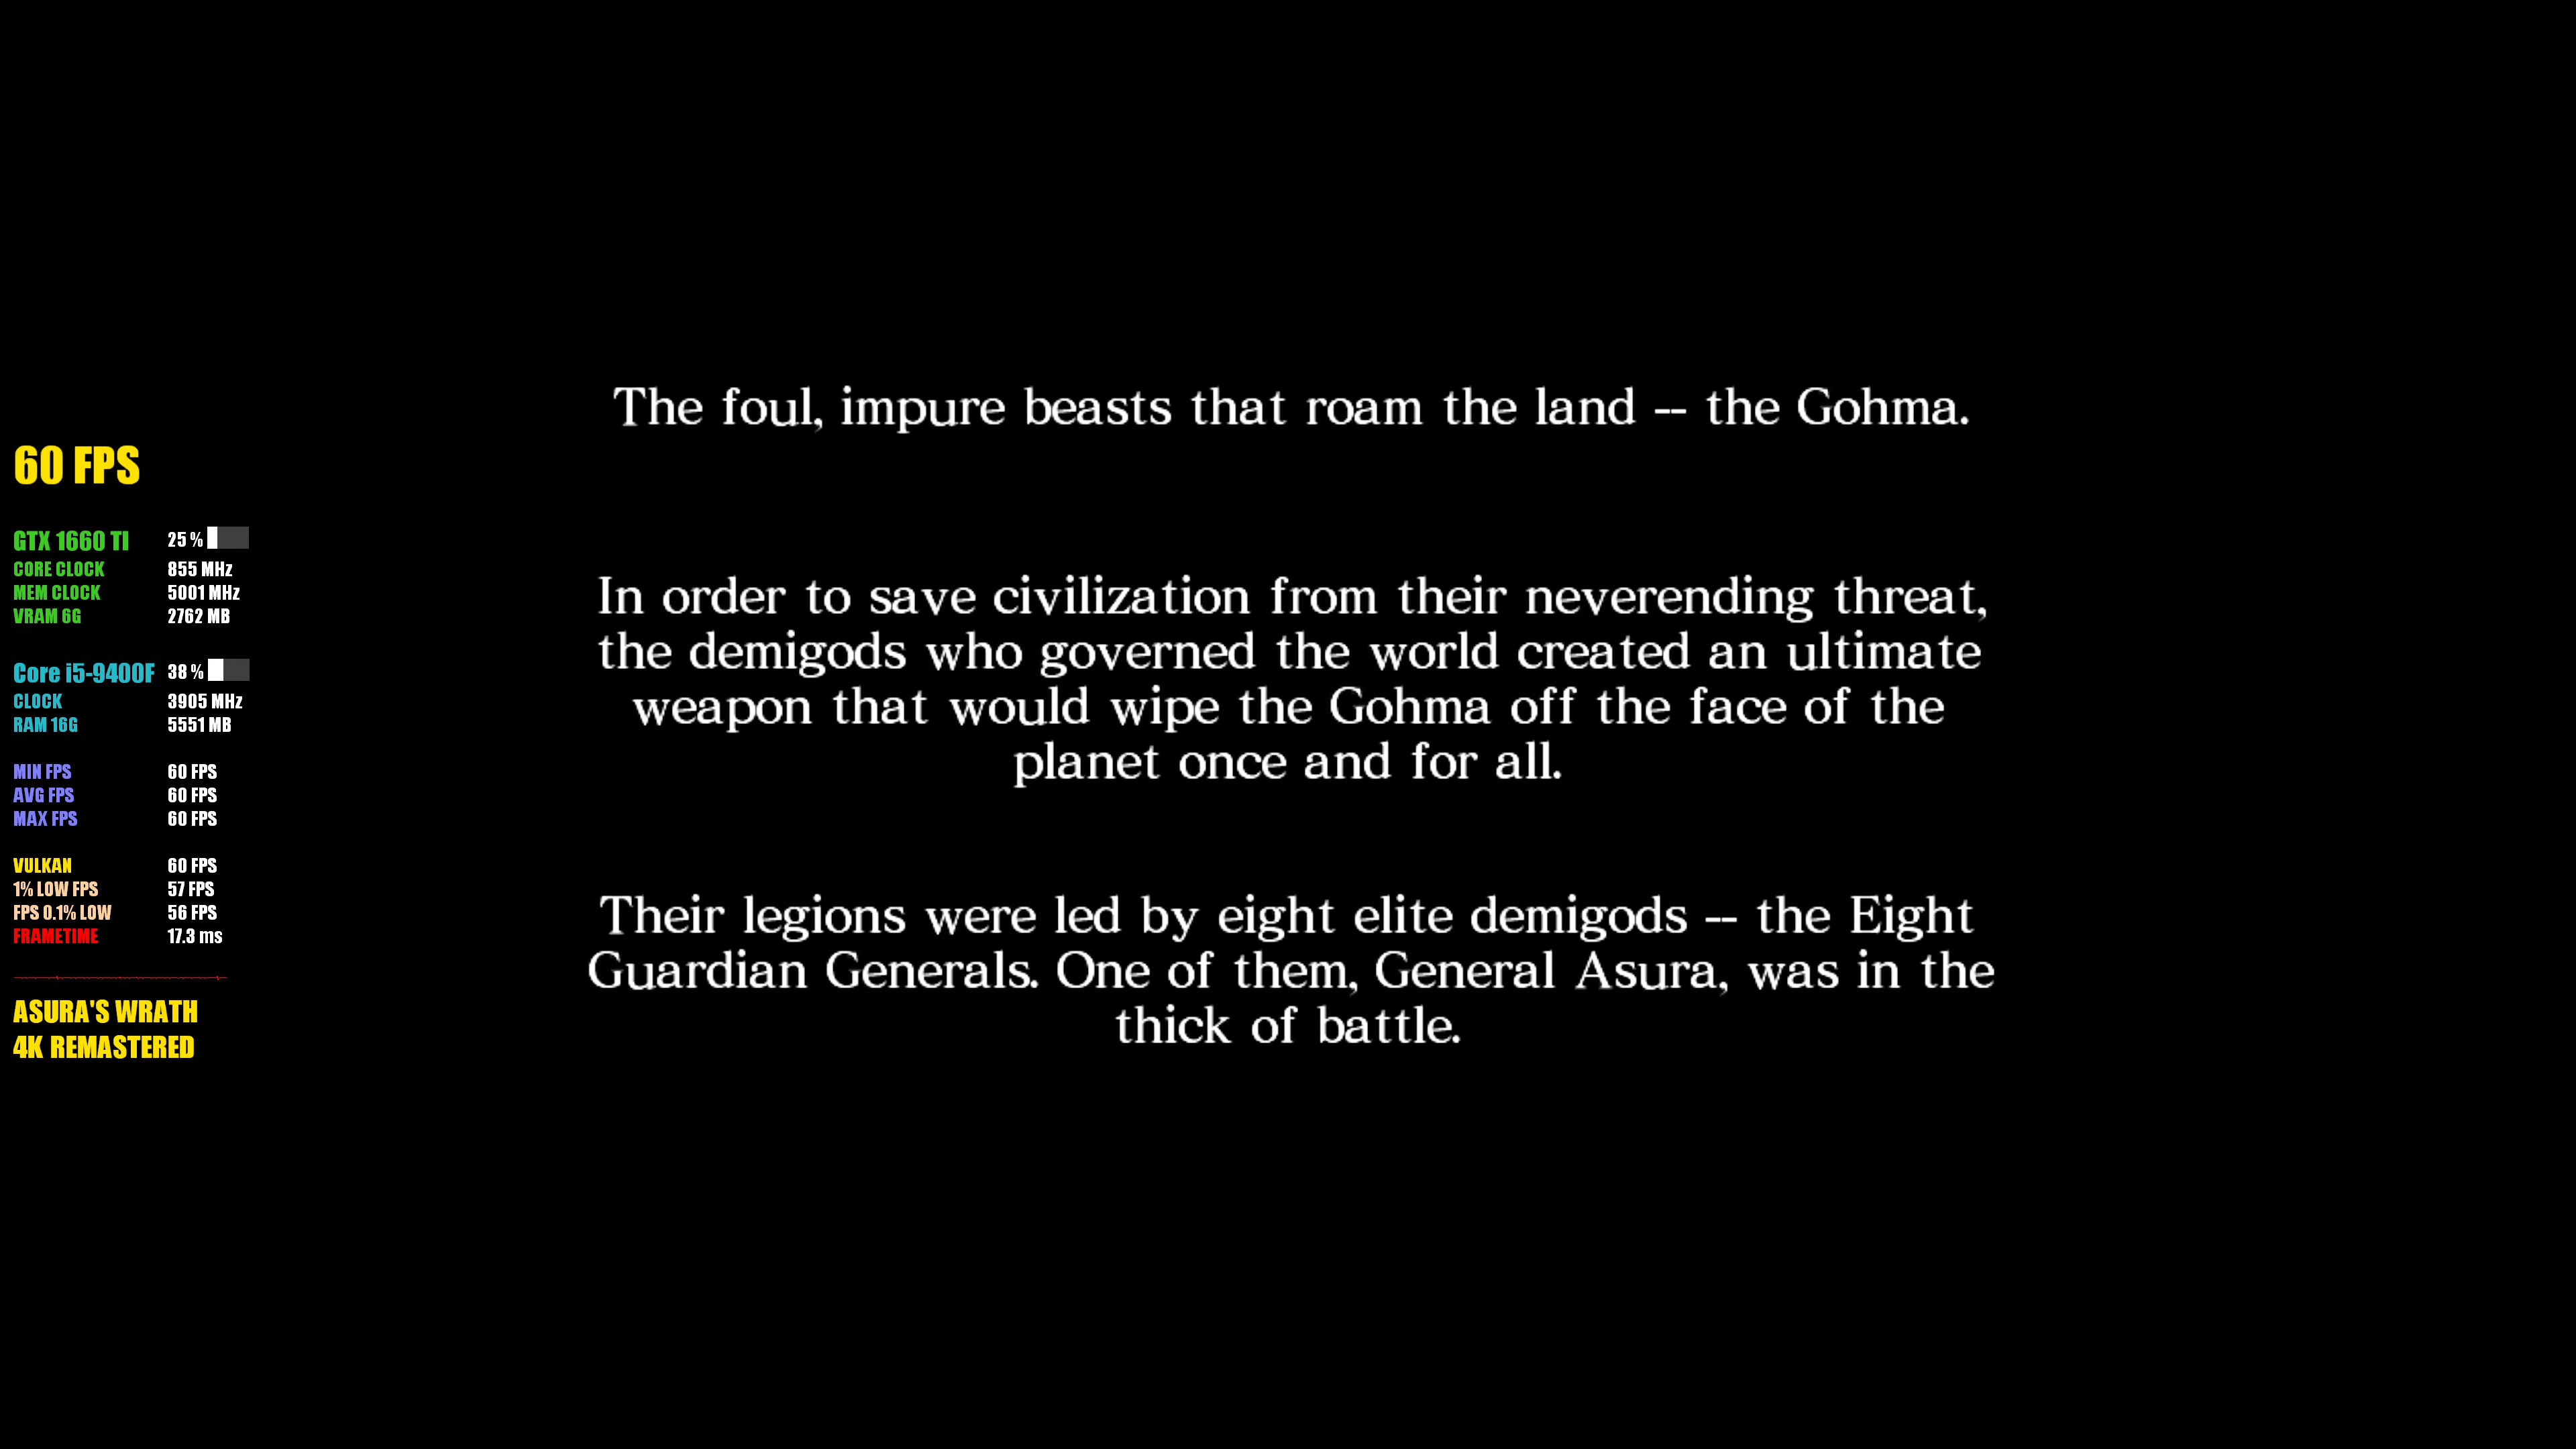 60 FPS
GTX 1660 TI 25 %
CORE CLOCK 855 MHz
MEM CLOCK 5001 MHz
VRAM 6G 2762 MB
Core i5-9400F 38 %
CLOCK 3905 MHz
RAM 16G 5551 MB
MIN FPS 60 FPS
AVG FPS 60 FPS
MAX FPS 60 FPS
VULKAN 60 FPS
1% LOW FPS 57 FPS
FPS 0.1% LOW 56 FPS
FRAMETIME 17.3 ms
ASURA'S WRATH
4K REMASTERED
The foul, impure beasts that roam the land -- the Gohma.
In order to save civilization from their neverending threat,
the demigods who governed the world created an ultimate
weapon that would wipe the Gohma off the face of the
planet once and for all.
Their legions were led by eight elite demigods -- the Eight
Guardian Generals. One of them, General Asura, was in the
thick of battle.